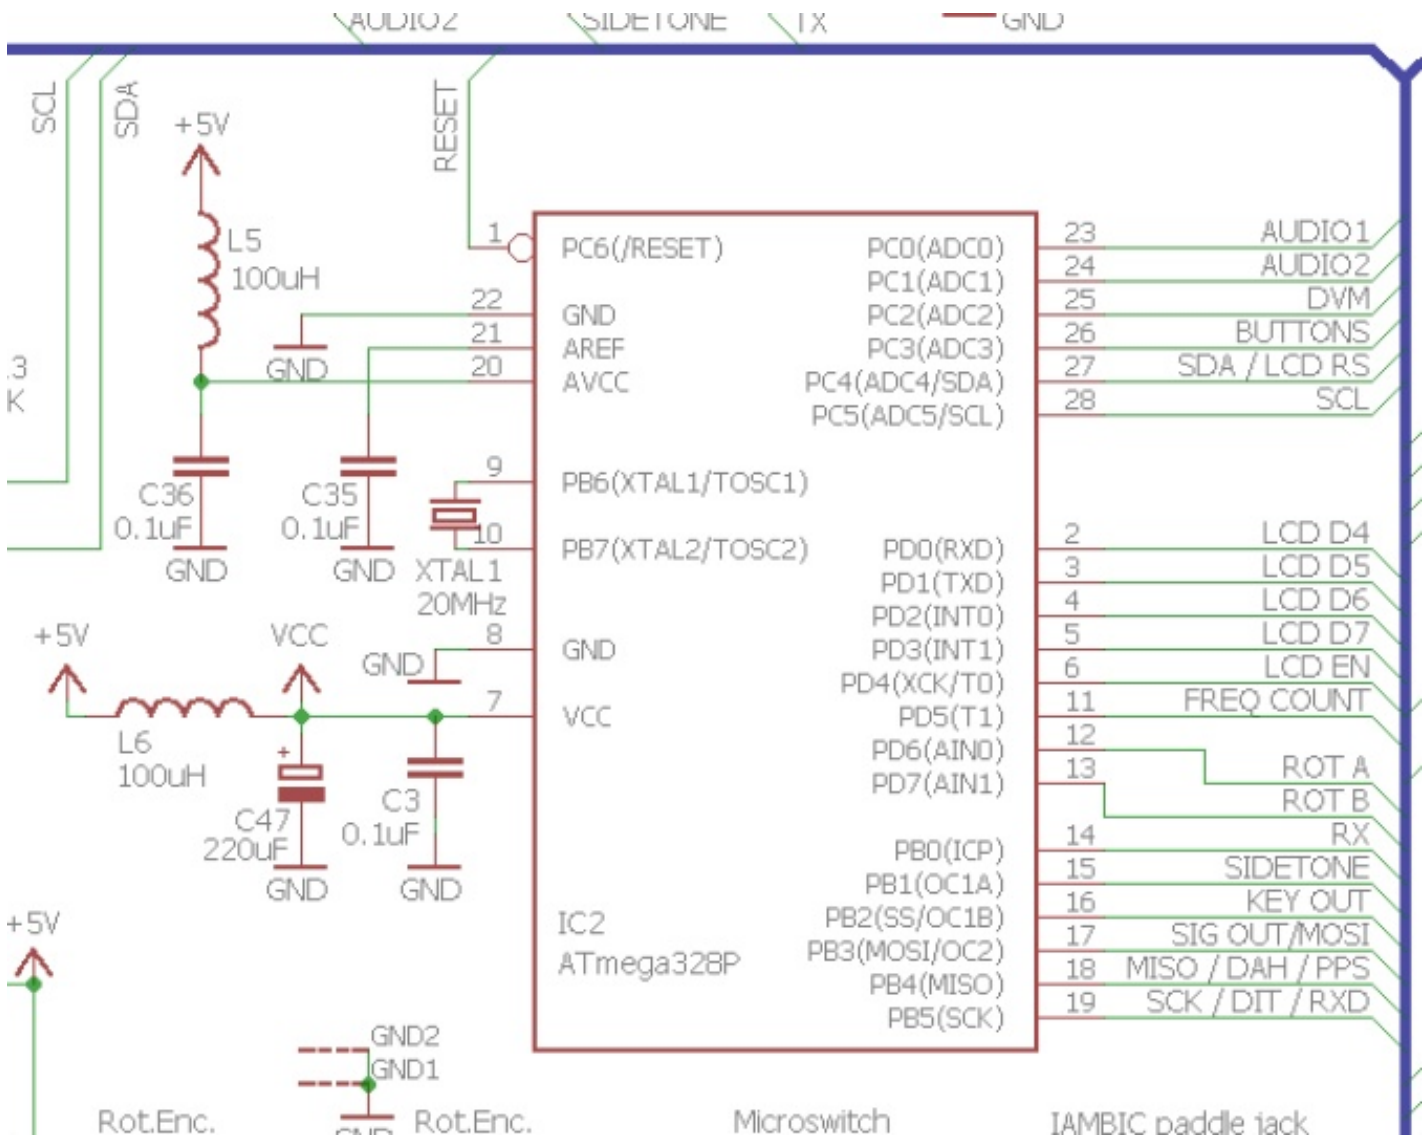 AUDIO2
SIDETONE
TX
GND
SCL
SDA
RESET
+5V
L5
100uH
GND
.3
K
C36
0.1uF
GND
C35
0.1uF
GND
XTAL1
20MHz
1
22
21
20
9
10
8
7
PC6(/RESET)
GND
AREF
AVCC
PB6(XTAL1/TOSC1)
PB7(XTAL2/TOSC2)
GND
VCC
IC2
ATmega328P
PC0(ADC0)
PC1(ADC1)
PC2(ADC2)
PC3(ADC3)
PC4(ADC4/SDA)
PC5(ADC5/SCL)
PD0(RXD)
PD1(TXD)
PD2(INT0)
PD3(INT1)
PD4(XCK/T0)
PD5(T1)
PD6(AIN0)
PD7(AIN1)
PB0(ICP)
PB1(OC1A)
PB2(SS/OC1B)
PB3(MOSI/OC2)
PB4(MISO)
PB5(SCK)
23 AUDIO1
24 AUDIO2
25 DVM
26 BUTTONS
27 SDA / LCD RS
28 SCL
2 LCD D4
3 LCD D5
4 LCD D6
5 LCD D7
6 LCD EN
11 FREQ COUNT
12
ROT A
13
ROT B
14 RX
15 SIDETONE
16 KEY OUT
17 SIG OUT/MOSI
18 MISO / DAH / PPS
19 SCK / DIT / RXD
+5V
VCC
GND
L6
100uH
+
C47
220uF
GND
C3
0.1uF
GND
+5V
GND2
GND1
GND
Rot.Enc.
Rot.Enc.
Microswitch
IAMBIC paddle jack